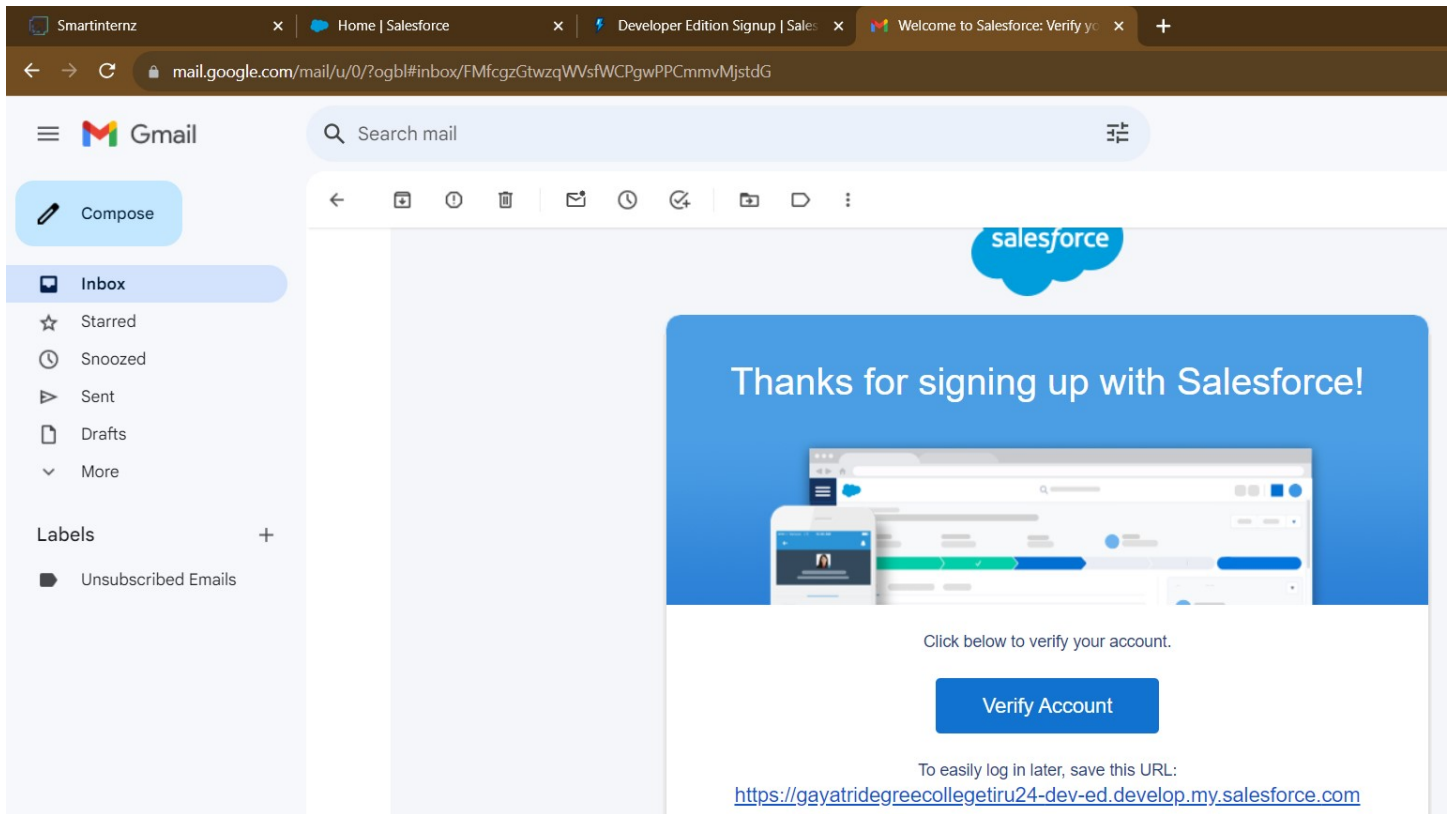 Smartinternz
Home | Salesforce
Developer Edition Signup | Sales
Welcome to Salesforce: Verify yo
mail.google.com/mail/u/0/?ogbl#inbox/FMfcgzGtwzqWVsfWCPgwPPCmmvMjstdG
Gmail
Search mail
Compose
Inbox
Starred
Snoozed
Sent
Drafts
More
Labels
Unsubscribed Emails
salesforce
Thanks for signing up with Salesforce!
Click below to verify your account.
Verify Account
To easily log in later, save this URL:
https://gayatridegreecollegetiru24-dev-ed.develop.my.salesforce.com